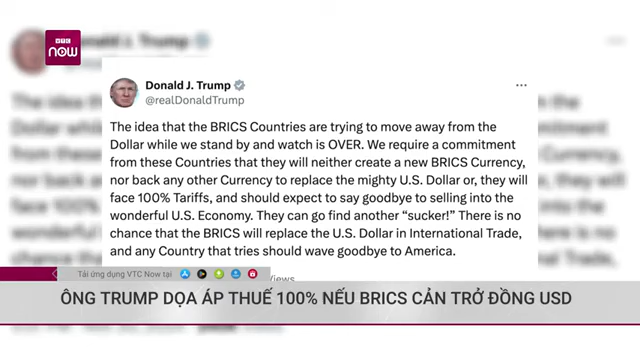 VTC
now
Donald J. Trump
@realDonaldTrump
The idea that the BRICS Countries are trying to move away from the
Dollar while we stand by and watch is OVER. We require a commitment
from these Countries that they will neither create a new BRICS Currency,
nor back any other Currency to replace the mighty U.S. Dollar or, they will
face 100% Tariffs, and should expect to say goodbye to selling into the
wonderful U.S. Economy. They can go find another “sucker!” There is no
chance that the BRICS will replace the U.S. Dollar in International Trade,
and any Country that tries should wave goodbye to America.
Tải ứng dụng VTC Now tại
Views
ÔNG TRUMP DỌA ÁP THUẾ 100% NẾU BRICS CẢN TRỞ ĐỒNG USD